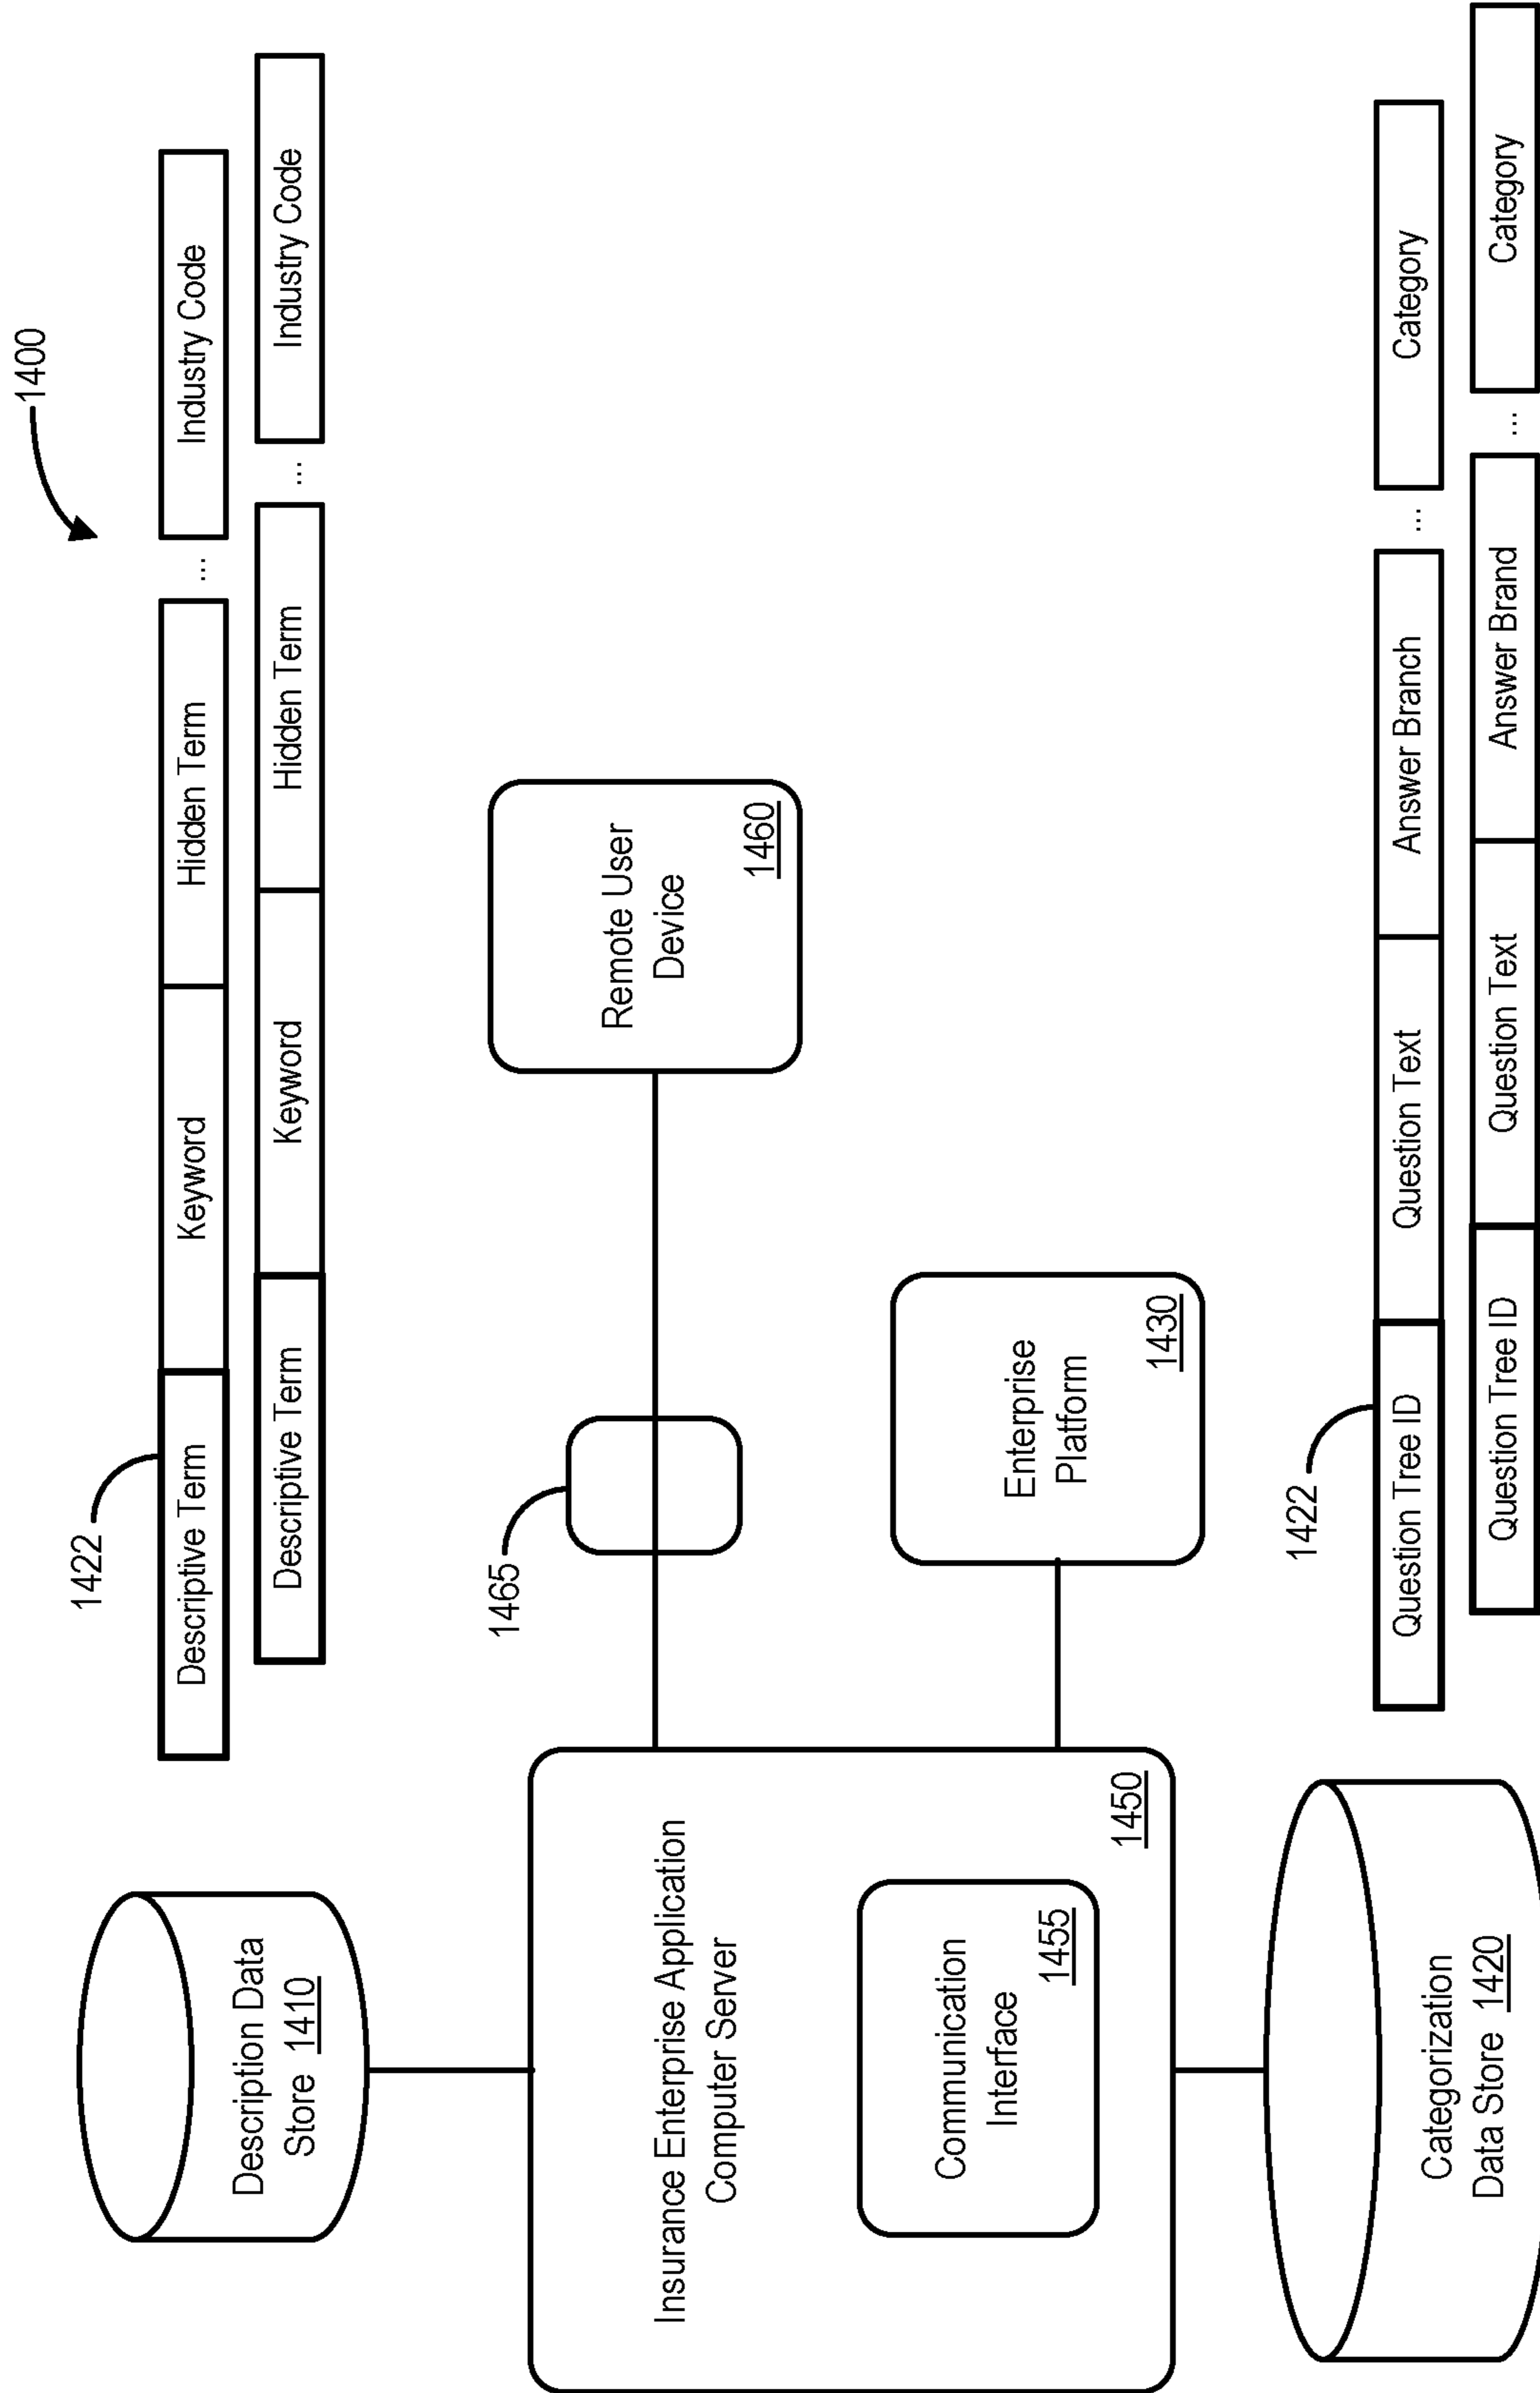 1400
1422
Descriptive Term Keyword Hidden Term ... Industry Code
Descriptive Term Keyword Hidden Term ... Industry Code
Description Data
Store 1410
1465
Remote User
Device
1460
Insurance Enterprise Application
Computer Server
Communication
Interface
1455
1450
Enterprise
Platform
1430
1422
Question Tree ID Question Text Answer Branch ... Category
Question Tree ID Question Text Answer Brand ... Category
Categorization
Data Store 1420